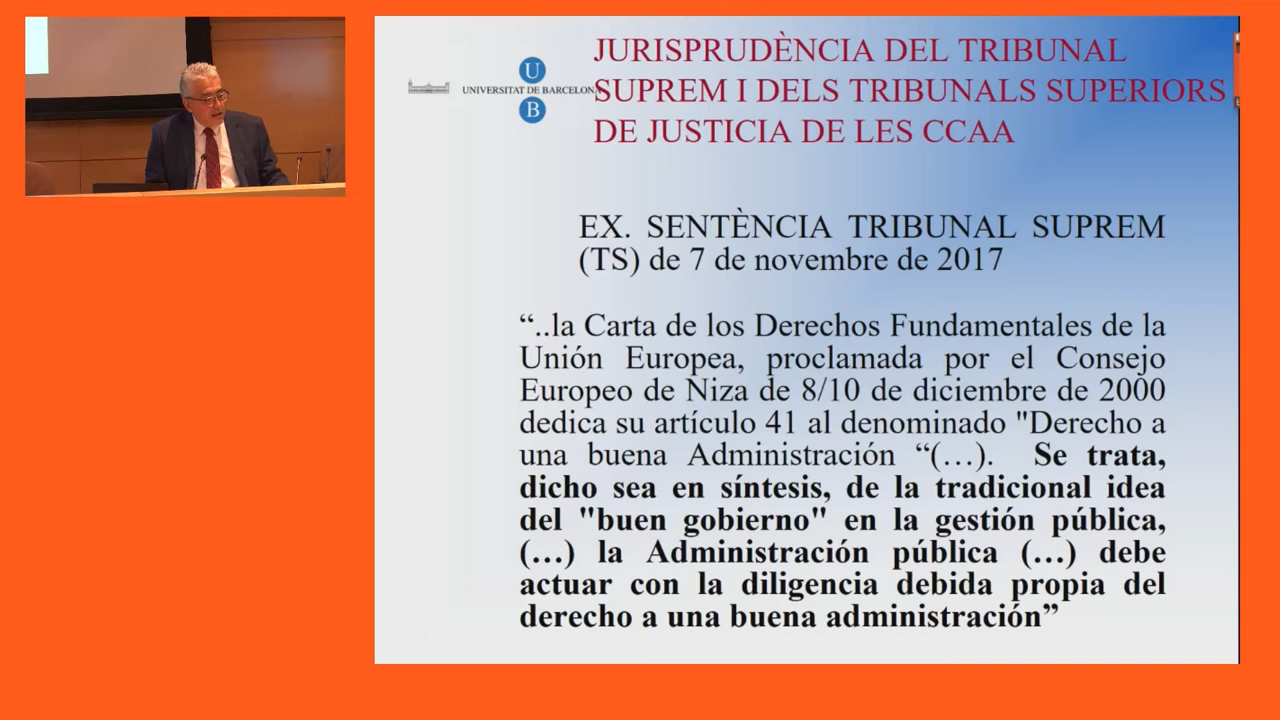 JURISPRUDÈNCIA DEL TRIBUNAL
SUPREM I DELS TRIBUNALS SUPERIORS
DE JUSTICIA DE LES CCAA
U
UNIVERSITAT DE BARCELONA
B
EX. SENTÈNCIA TRIBUNAL SUPREM
(TS) de 7 de novembre de 2017
“..la Carta de los Derechos Fundamentales de la
Unión Europea, proclamada por el Consejo
Europeo de Niza de 8/10 de diciembre de 2000
dedica su artículo 41 al denominado "Derecho a
una buena Administración “(…). Se trata,
dicho sea en síntesis, de la tradicional idea
del "buen gobierno" en la gestión pública,
(…) la Administración pública (…) debe
actuar con la diligencia debida propia del
derecho a una buena administración”